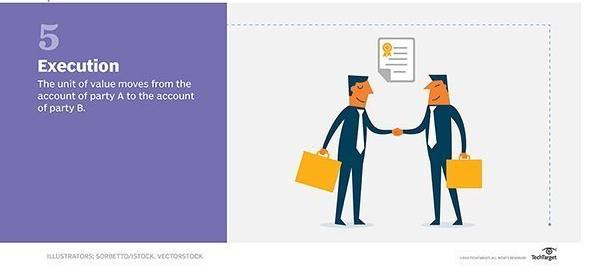 5
Execution
The unit of value moves from the
account of party A to the account
of party B.
ILLUSTRATORS; SORBETTO/ISTOCK, VECTORSTOCK
TechTarget